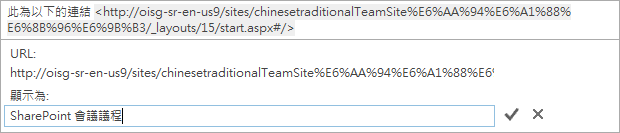 此為以下的連結 <http://oisg-sr-en-us9/sites/chinesetraditionalTeamSite%E6%AA%94%E6%A1%88%
E6%8B%96%E6%9B%B3/_layouts/15/start.aspx#/>
URL:
http://oisg-sr-en-us9/sites/chinesetraditionalTeamSite%E6%AA%94%E6%A1%88%E6%
顯示為:
SharePoint 會議議程